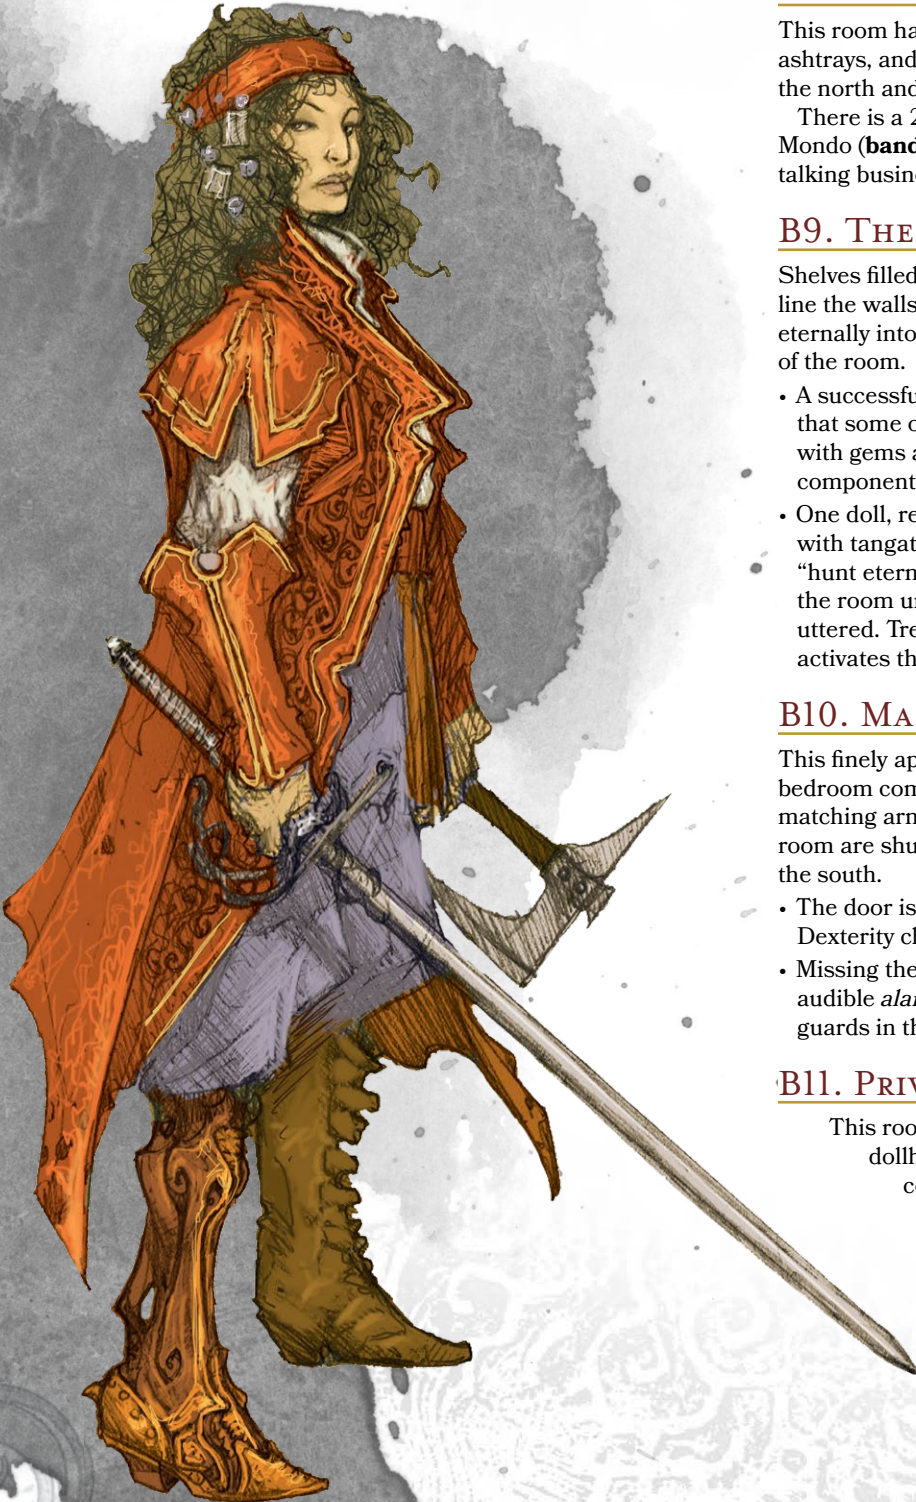 This room ha
ashtrays, and
the north and
There is a 2
Mondo (band
talking busin
B9. The
Shelves filled
line the walls
eternally into
of the room.
• A successfu
that some o
with gems a
component
• One doll, re
with tangat
“hunt etern
the room u
uttered. Tre
activates th
B10. Ma
This finely ap
bedroom com
matching arn
room are shu
the south.
• The door is
Dexterity cl
• Missing the
audible alar
guards in th
B11. Priv
This roo
dollh
c